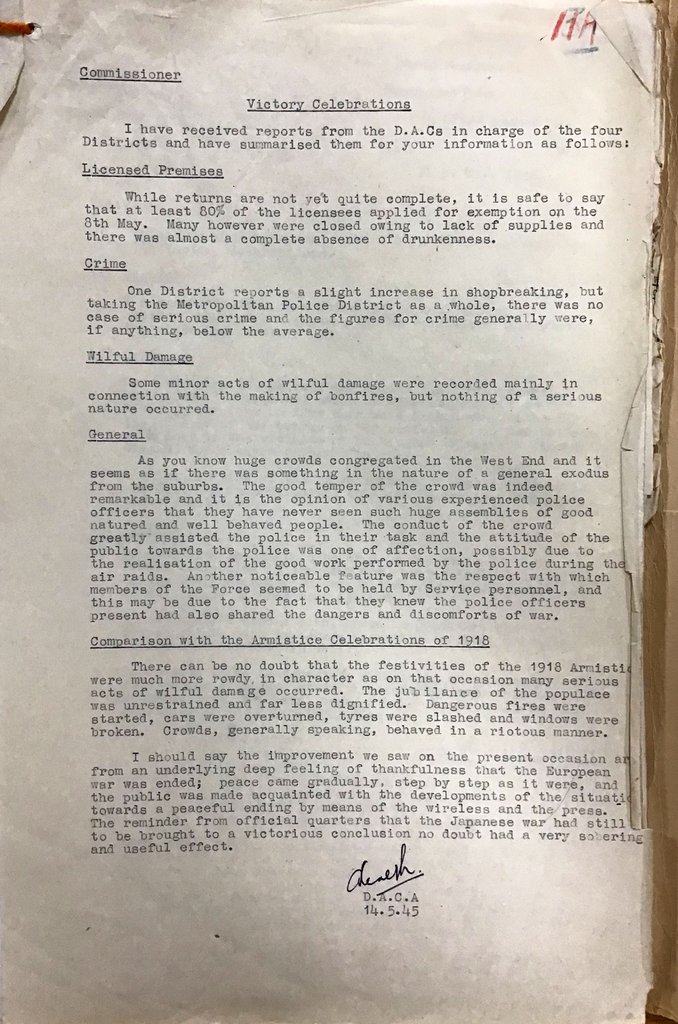 17A
Commissioner
Victory Celebrations
I have received reports from the D.A.Cs in charge of the four
Districts and have summarised them for your information as follows:
Licensed Premises
While returns are not yet quite complete, it is safe to say
that at least 80% of the licensees applied for exemption on the
8th May. Many however were closed owing to lack of supplies and
there was almost a complete absence of drunkenness.
Crime
One District reports a slight increase in shopbreaking, but
taking the Metropolitan Police District as a whole, there was no
case of serious crime and the figures for crime generally were,
if anything, below the average.
Wilful Damage
Some minor acts of wilful damage were recorded mainly in
connection with the making of bonfires, but nothing of a serious
nature occurred.
General
As you know huge crowds congregated in the West End and it
seems as if there was something in the nature of a general exodus
from the suburbs. The good temper of the crowd was indeed
remarkable and it is the opinion of various experienced police
officers that they have never seen such huge assemblies of good
natured and well behaved people. The conduct of the crowd
greatly assisted the police in their task and the attitude of the
public towards the police was one of affection, possibly due to
the realisation of the good work performed by the police during the
air raids. Another noticeable feature was the respect with which
members of the Force seemed to be held by Service personnel, and
this may be due to the fact that they knew the police officers
present had also shared the dangers and discomforts of war.
Comparison with the Armistice Celebrations of 1918
There can be no doubt that the festivities of the 1918 Armistic
were much more rowdy in character as on that occasion many serious
acts of wilful damage occurred. The jubilance of the populace
was unrestrained and far less dignified. Dangerous fires were
started, cars were overturned, tyres were slashed and windows were
broken. Crowds, generally speaking, behaved in a riotous manner.
I should say the improvement we saw on the present occasion ar
from an underlying deep feeling of thankfulness that the European
war was ended; peace came gradually, step by step as it were, and
the public was made acquainted with the developments of the situatio
towards a peaceful ending by means of the wireless and the press.
The reminder from official quarters that the Japanese war had still
to be brought to a victorious conclusion no doubt had a very sobering
and useful effect.
D.A.C.A
14.5.45